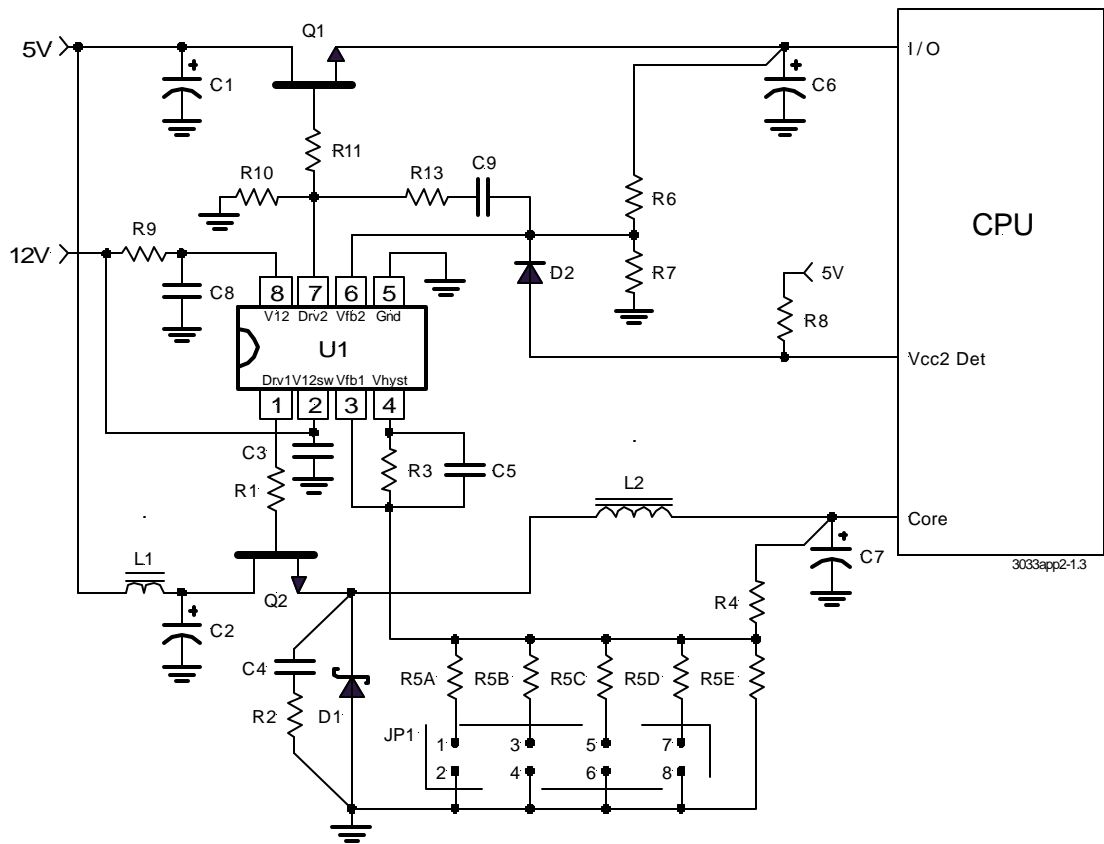 Q1
5V
I / O
C1
C6
R11
C9
R10
R13
R6
CPU
R9
12V
D2
R7
5V
C8
8 7 6 5
V12 Drv2 Vfb2 Gnd
R8
U1
Vcc2 Det
Drv1 V12sw Vfb1 Vhyst
1 2 3 4
C3
R3
C5
R1
L2
Core
C7
3033app2-1.3
L1
Q2
R4
C2
C4
R5A R5B R5C R5D R5E
R2
D1
JP1
1 3 5 7
2 4 6 8